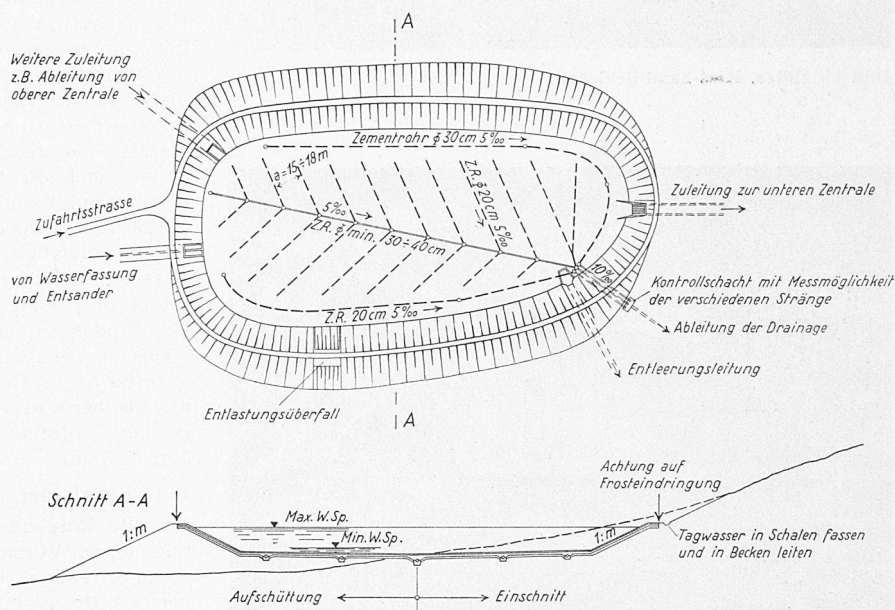 A
Weitere Zuleitung
z.B. Ableitung von
oberer Zentrale
Zementrohr ϕ 30cm 5‰
a=15÷18m
Zufahrtsstrasse
5‰
Z.R. ϕ min. 30÷40cm
Z.R. ϕ 20cm 5‰
Zuleitung zur unteren Zentrale
von Wasserfassung
und Entsander
10‰
Kontrollschacht mit Messmöglichkeit
der verschiedenen Stränge
Z.R. 20cm 5‰
Ableitung der Drainage
Entleerungsleitung
Entlastungsüberfall
A
Schnitt A-A
Achtung auf
Frosteindringung
1:m
Max. W.Sp.
Min.W.Sp.
1:m
Tagwasser in Schalen fassen
und in Becken leiten
Aufschüttung
Einschnitt